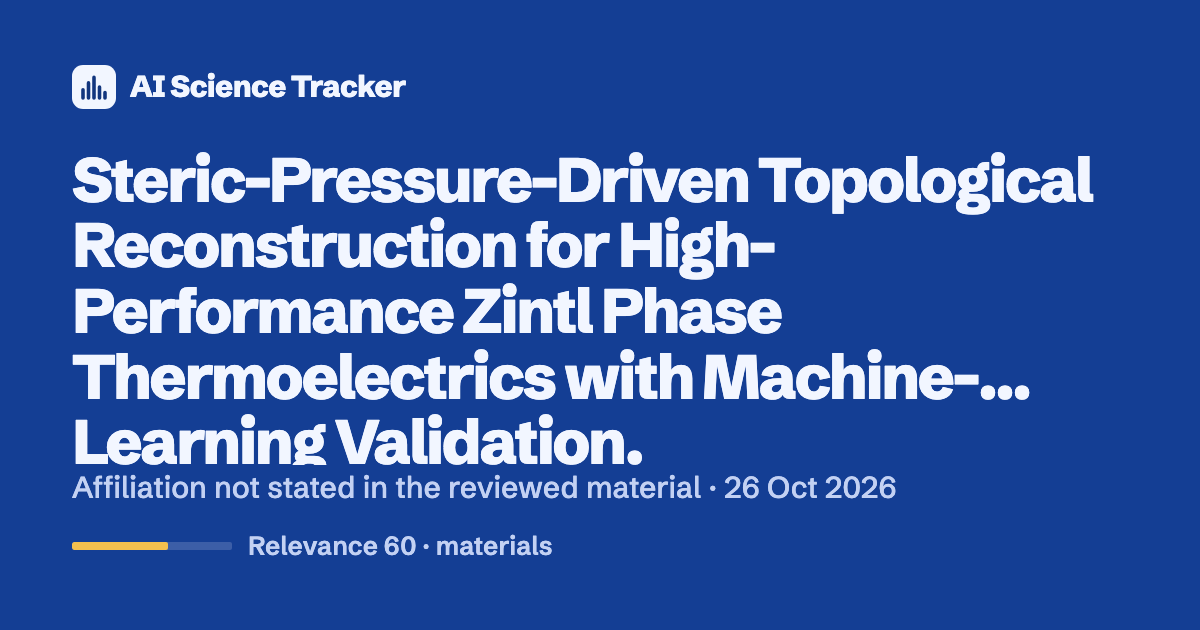 AI Science Tracker
Steric-Pressure-Driven Topological
Reconstruction for High-
Performance Zintl Phase
Thermoelectrics with Machine-...
Learning Validation.
Affiliation not stated in the reviewed material · 26 Oct 2026
Relevance 60 · materials